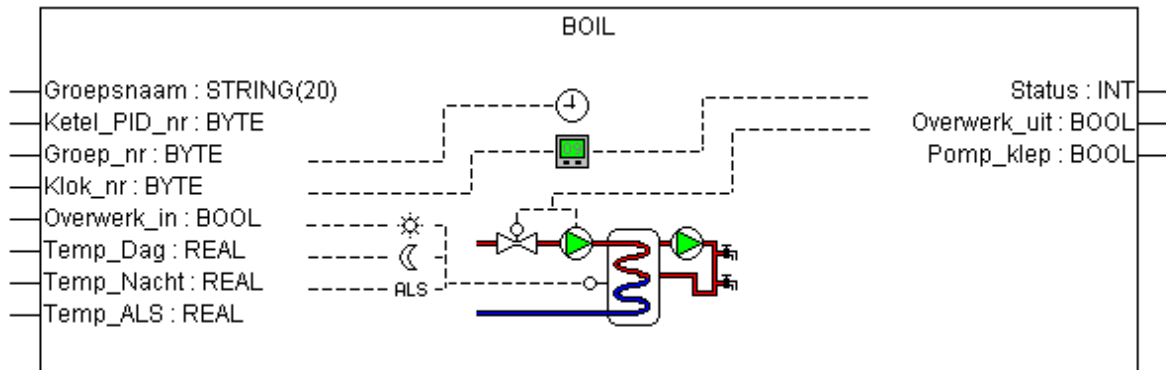 BOIL
Groepsnaam : STRING(20)
Ketel_PID_nr : BYTE
Groep_nr : BYTE
Klok_nr : BYTE
Overwerk_in : BOOL
Temp_Dag : REAL
Temp_Nacht : REAL
Temp_ALS : REAL
ALS
Status : INT
Overwerk_uit : BOOL
Pomp_klep : BOOL